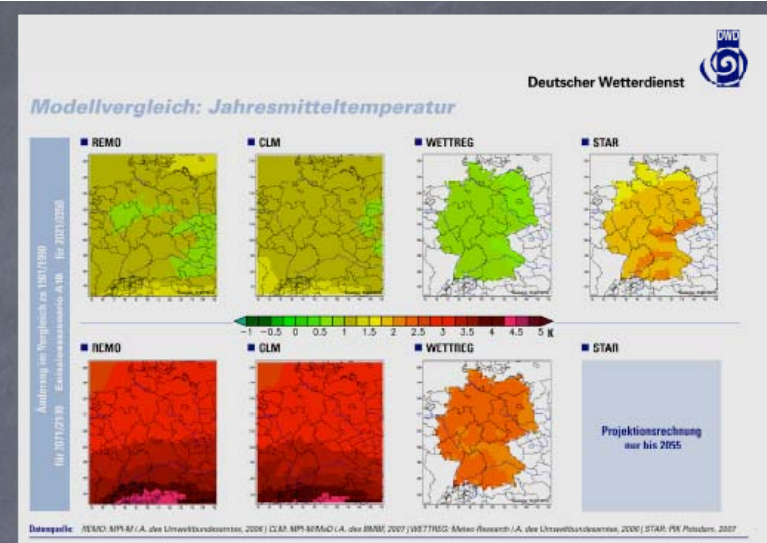 DWD
Deutscher Wetterdienst
Modellvergleich: Jahresmitteltemperatur
REMO
CLM
WETTREG
STAR
Änderung im Vergleich zu 1961/1990
Emissionsszenario A1B für 2021/2050
für 2071/2100
-1 -0.5 0 0.5 1 1.5 2 2.5 3 3.5 4 4.5 5 K
REMO
CLM
WETTREG
STAR
Projektionsrechnung
nur bis 2055
Datenquelle: REMO: MPI-M i.A. des Umweltbundesamtes, 2006 | CLM: MPI-M/MaD i.A. des BMBF, 2007 | WETTREG: Meteo Research i.A. des Umweltbundesamtes, 2006 | STAR: PIK Potsdam, 2007